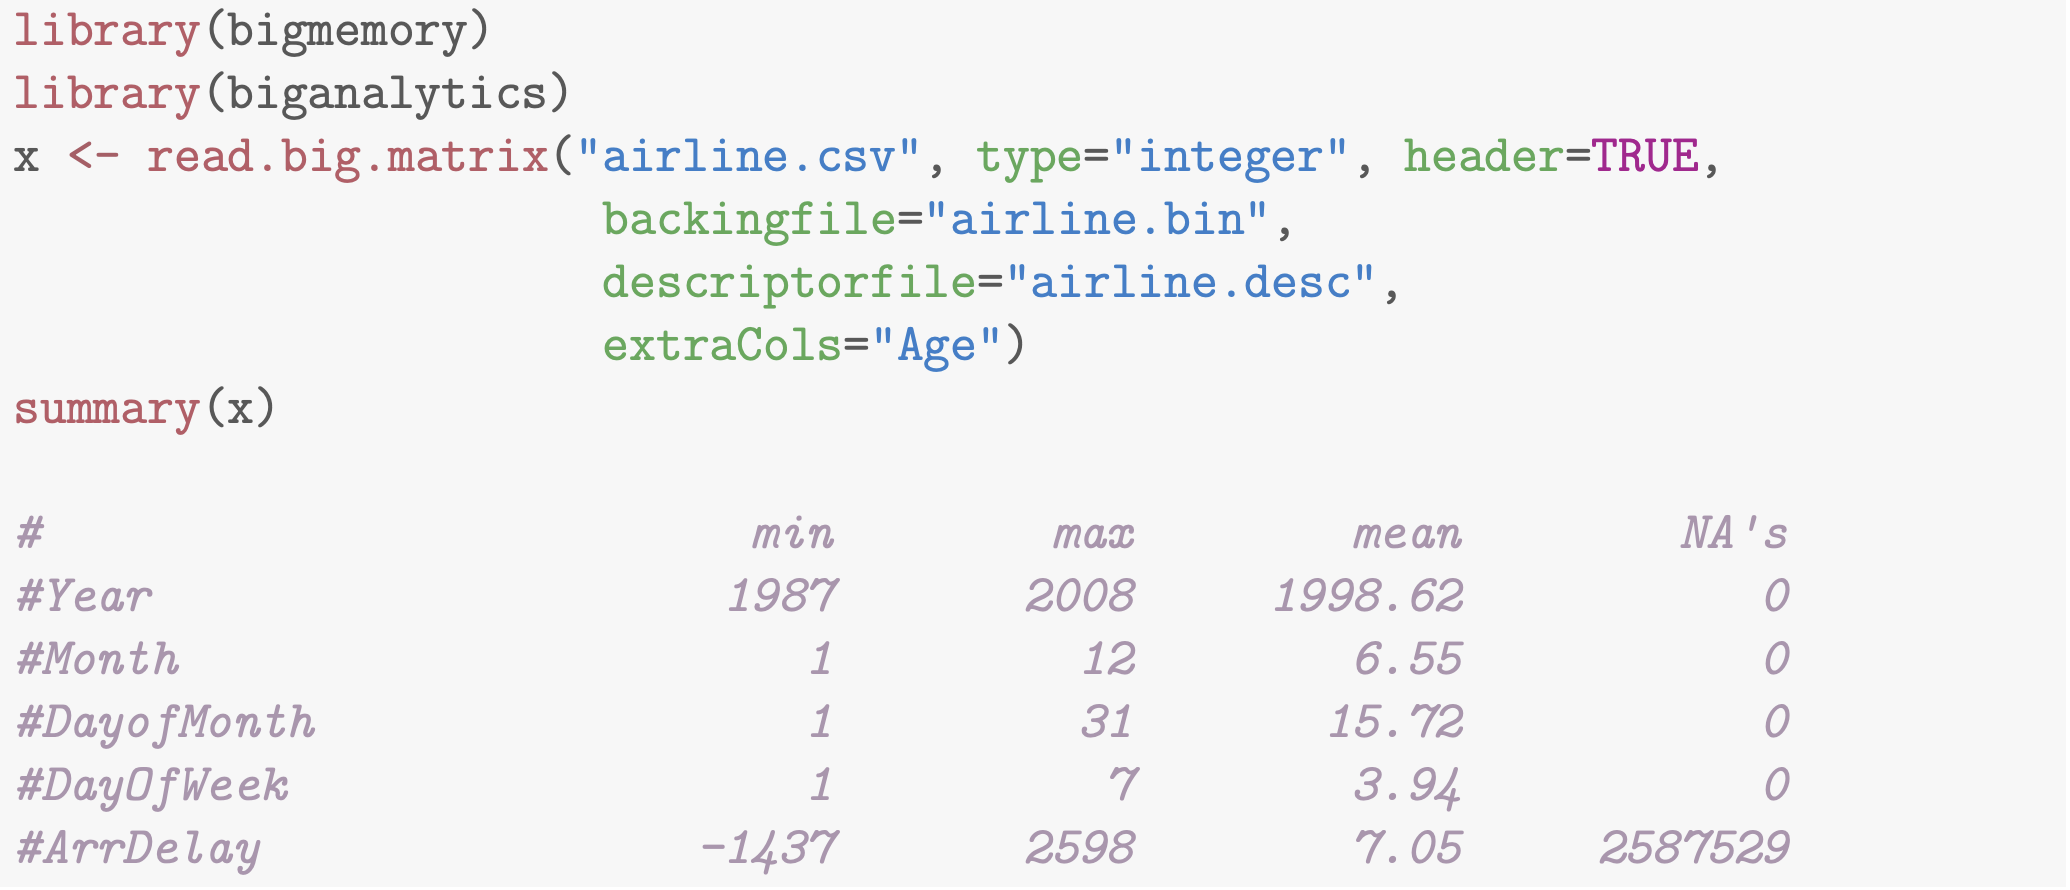 library(bigmemory)
library(biganalytics)
x <- read.big.matrix("airline.csv", type="integer", header=TRUE,
                      backingfile="airline.bin",
                      descriptorfile="airline.desc",
                      extraCols="Age")
summary(x)

#                           min        max        mean        NA's
#Year                      1987       2008     1998.62           0
#Month                        1         12        6.55           0
#DayofMonth                   1         31       15.72           0
#DayOfWeek                    1          7        3.94           0
#ArrDelay                 -1437       2598        7.05     2587529